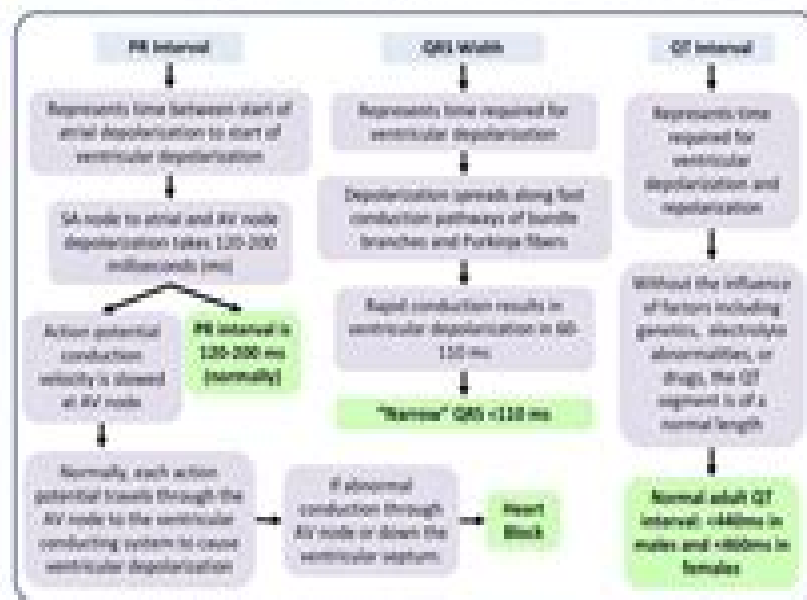 PR Interval
Represents time between start of
atrial depolarization to start of
ventricular depolarization
SA node to atrial and AV node
depolarization takes 120-200
milliseconds (ms)
Action potential
conduction
velocity is slowed
at AV node
PR interval is
120-200 ms
(normally)
Normally, each action
potential travels through the
AV node to the ventricular
conducting system to cause
ventricular depolarization
If abnormal
conduction through
AV node or down the
ventricular septum
Heart
Block
QRS Width
Represents time required for
ventricular depolarization
Depolarization spreads along fast
conduction pathways of bundle
branches and Purkinje fibers
Rapid conduction results in
ventricular depolarization in 60-
110 ms
"Narrow" QRS <110 ms
QT Interval
Represents time
required for
ventricular
depolarization and
repolarization
Without the influence
of factors including
genetics, electrolyte
abnormalities, or
drugs, the QT
segment is of a
normal length
Normal adult QT
interval: <440ms in
males and <460ms in
females